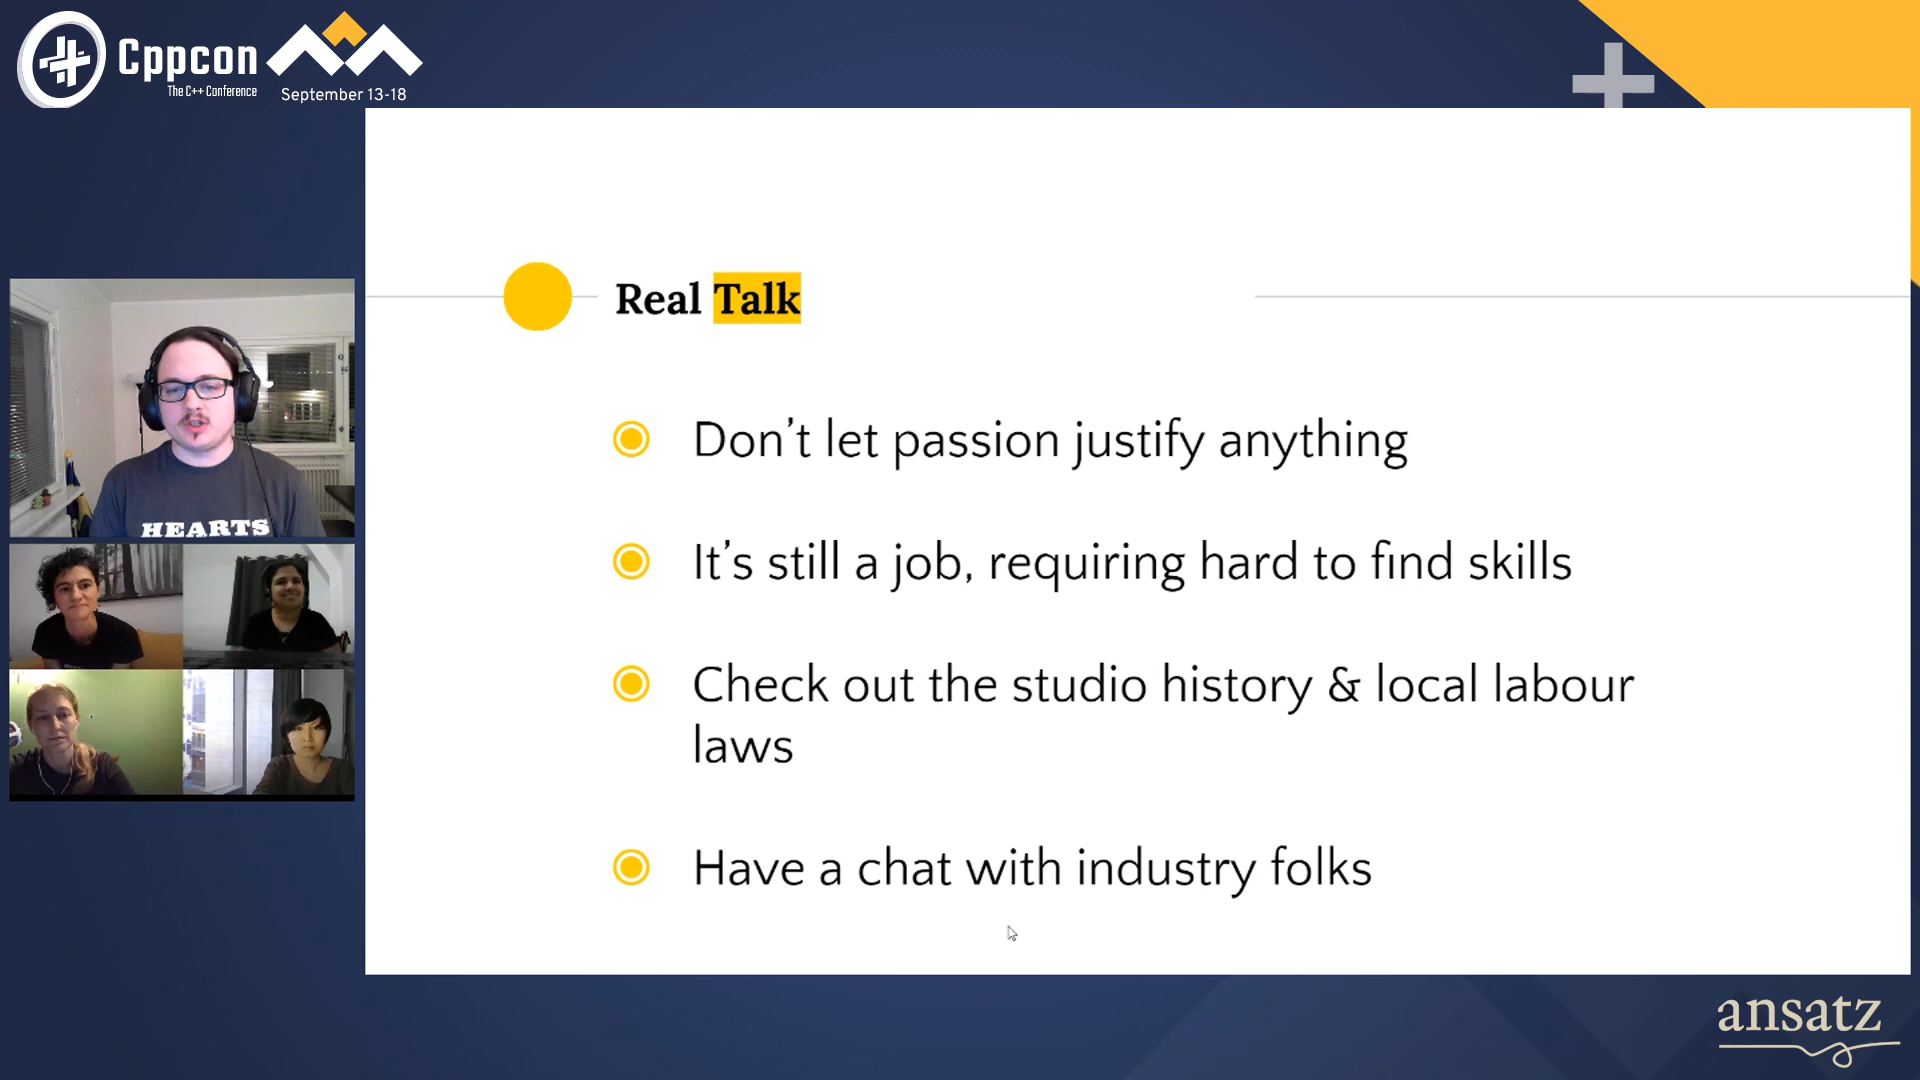 Cppcon
The C++ Conference
September 13-18
Real Talk
Don't let passion justify anything
It's still a job, requiring hard to find skills
Check out the studio history & local labour
laws
Have a chat with industry folks
HEARTS
ansatz